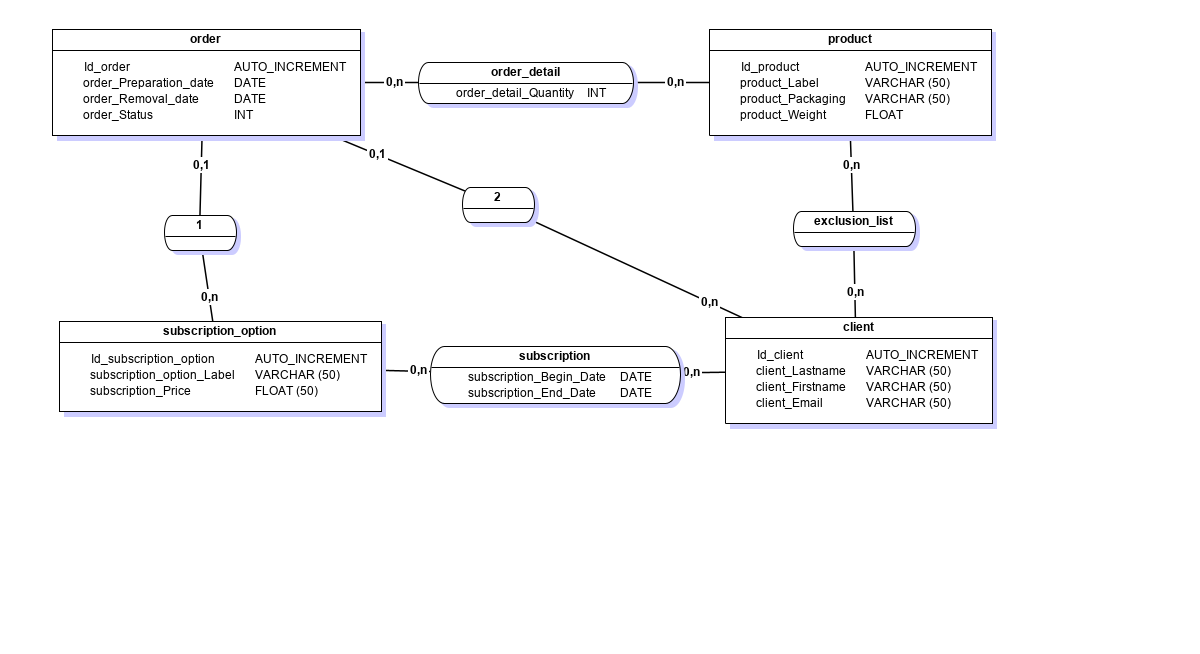 order
Id_order AUTO_INCREMENT
order_Preparation_date DATE
order_Removal_date DATE
order_Status INT
0,n
order_detail
order_detail_Quantity INT
0,n
product
Id_product AUTO_INCREMENT
product_Label VARCHAR (50)
product_Packaging VARCHAR (50)
product_Weight FLOAT
0,1
0,1
0,n
1
2
exclusion_list
0,n
0,n
0,n
subscription_option
Id_subscription_option AUTO_INCREMENT
subscription_option_Label VARCHAR (50)
subscription_Price FLOAT (50)
0,n
subscription
subscription_Begin_Date DATE
subscription_End_Date DATE
0,n
client
Id_client AUTO_INCREMENT
client_Lastname VARCHAR (50)
client_Firstname VARCHAR (50)
client_Email VARCHAR (50)